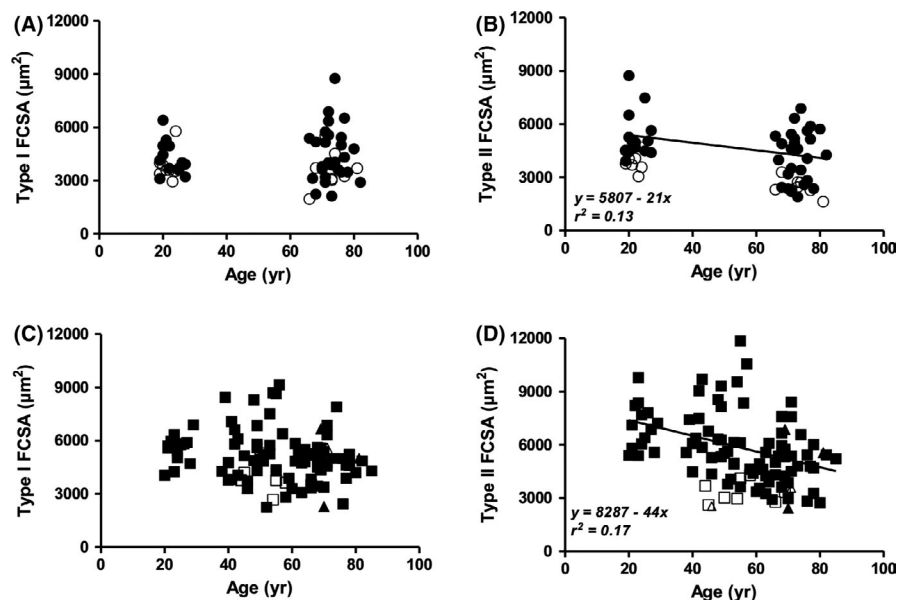 (A)
12000
9000
6000
3000
0
Type I FCSA (µm²)
0 20 40 60 80 100
Age (yr)
(B)
12000
9000
6000
3000
0
Type II FCSA (µm²)
y = 5807 - 21x
r² = 0.13
0 20 40 60 80 100
Age (yr)
(C)
12000
9000
6000
3000
0
Type I FCSA (µm²)
0 20 40 60 80 100
Age (yr)
(D)
12000
9000
6000
3000
0
Type II FCSA (µm²)
y = 8287 - 44x
r² = 0.17
0 20 40 60 80 100
Age (yr)